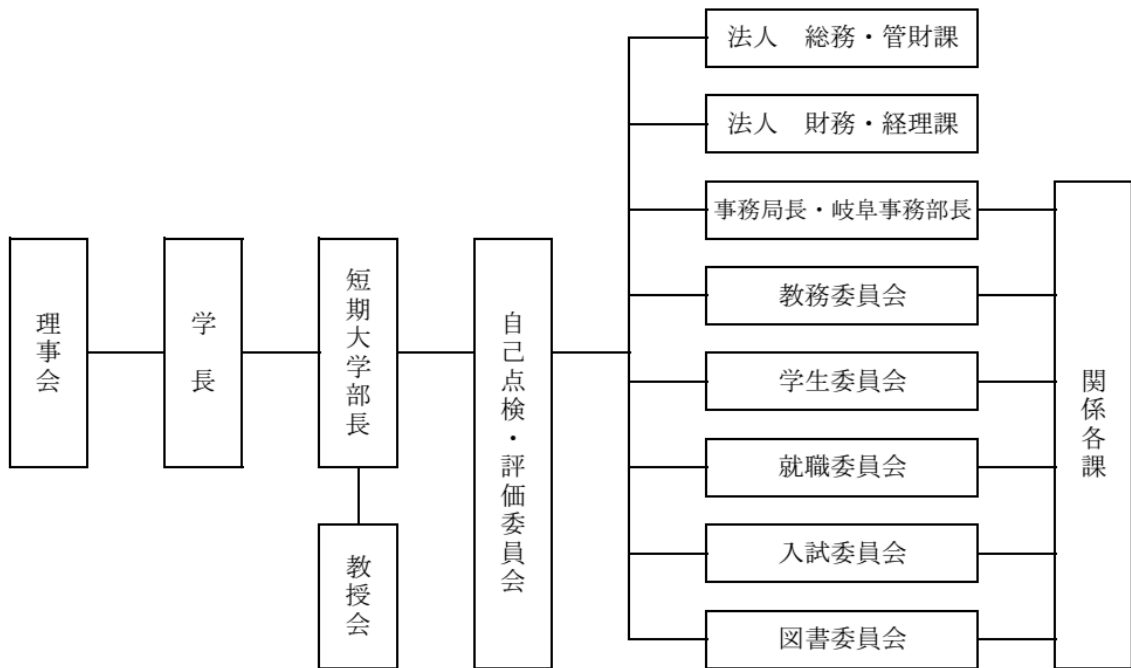 理事会
学長
短期大学部長
教授会
自己点検・評価委員会
法人　総務・管財課
法人　財務・経理課
事務局長・岐阜事務部長
教務委員会
学生委員会
就職委員会
入試委員会
図書委員会
関係各課